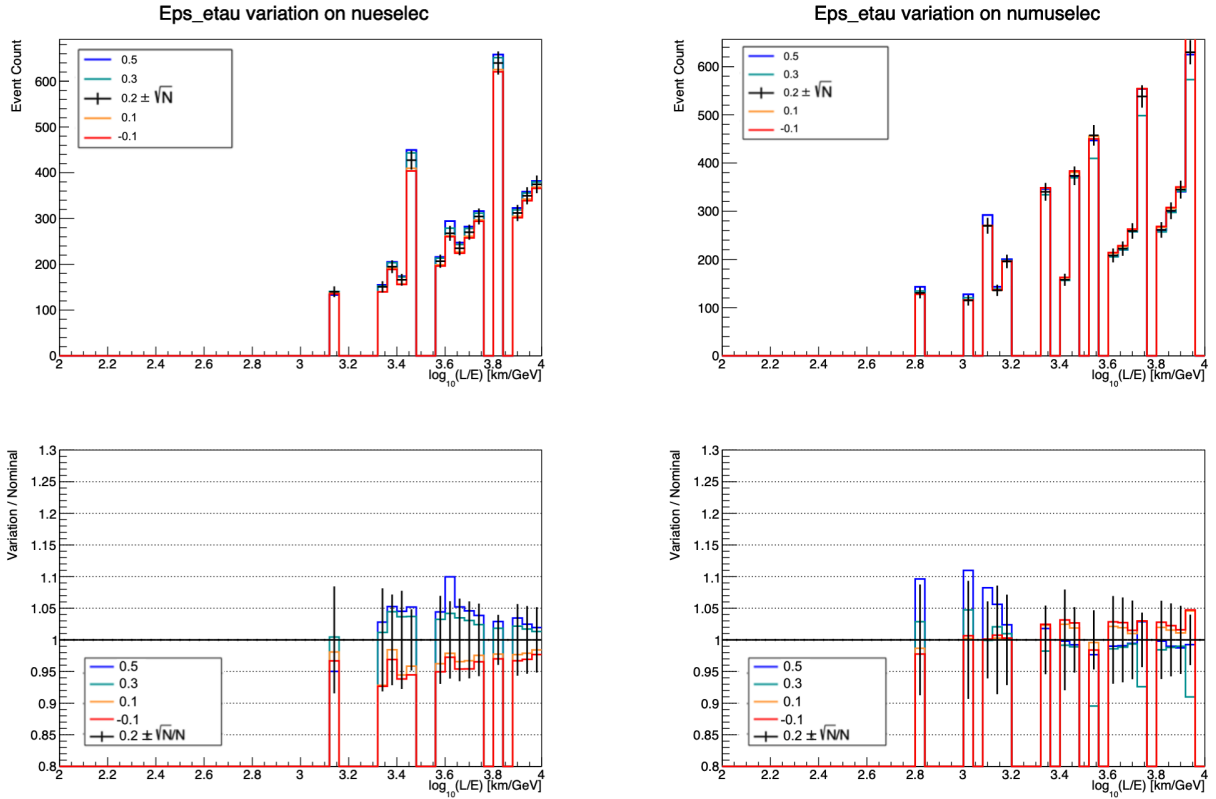 Eps_etau variation on nueselec
Event Count
600
500
400
300
200
100
0
0.5
0.3
0.2 ± √N
0.1
-0.1
2 2.2 2.4 2.6 2.8 3 3.2 3.4 3.6 3.8 4
log₁₀(L/E) [km/GeV]
Eps_etau variation on numuselec
Event Count
600
500
400
300
200
100
0
0.5
0.3
0.2 ± √N
0.1
-0.1
2 2.2 2.4 2.6 2.8 3 3.2 3.4 3.6 3.8 4
log₁₀(L/E) [km/GeV]
Variation / Nominal
1.3
1.25
1.2
1.15
1.1
1.05
1
0.95
0.9
0.85
0.8
0.5
0.3
0.1
-0.1
0.2 ± √N/N
2 2.2 2.4 2.6 2.8 3 3.2 3.4 3.6 3.8 4
log₁₀(L/E) [km/GeV]
Variation / Nominal
1.3
1.25
1.2
1.15
1.1
1.05
1
0.95
0.9
0.85
0.8
0.5
0.3
0.1
-0.1
0.2 ± √N/N
2 2.2 2.4 2.6 2.8 3 3.2 3.4 3.6 3.8 4
log₁₀(L/E) [km/GeV]